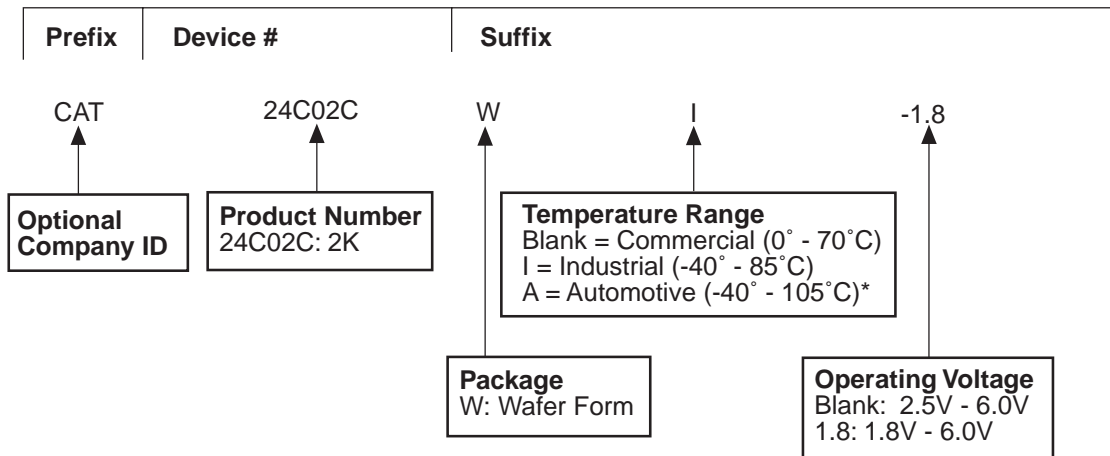 Prefix Device # Suffix
CAT 24C02C W I -1.8
Optional
Company ID
Product Number
24C02C: 2K
Temperature Range
Blank = Commercial (0˚ - 70˚C)
I = Industrial (-40˚ - 85˚C)
A = Automotive (-40˚ - 105˚C)*
Package
W: Wafer Form
Operating Voltage
Blank: 2.5V - 6.0V
1.8: 1.8V - 6.0V